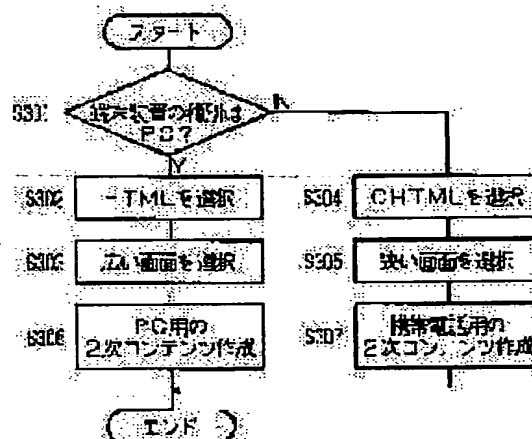 スタート
S301
端末装置の種別は
PC?
N
Y
S302
HTMLを選択
S304
CHTMLを選択
S303
広い画面を選択
S305
狭い画面を選択
S306
PC用の
2次コンテンツ作成
S307
携帯電話用の
2次コンテンツ作成
エンド